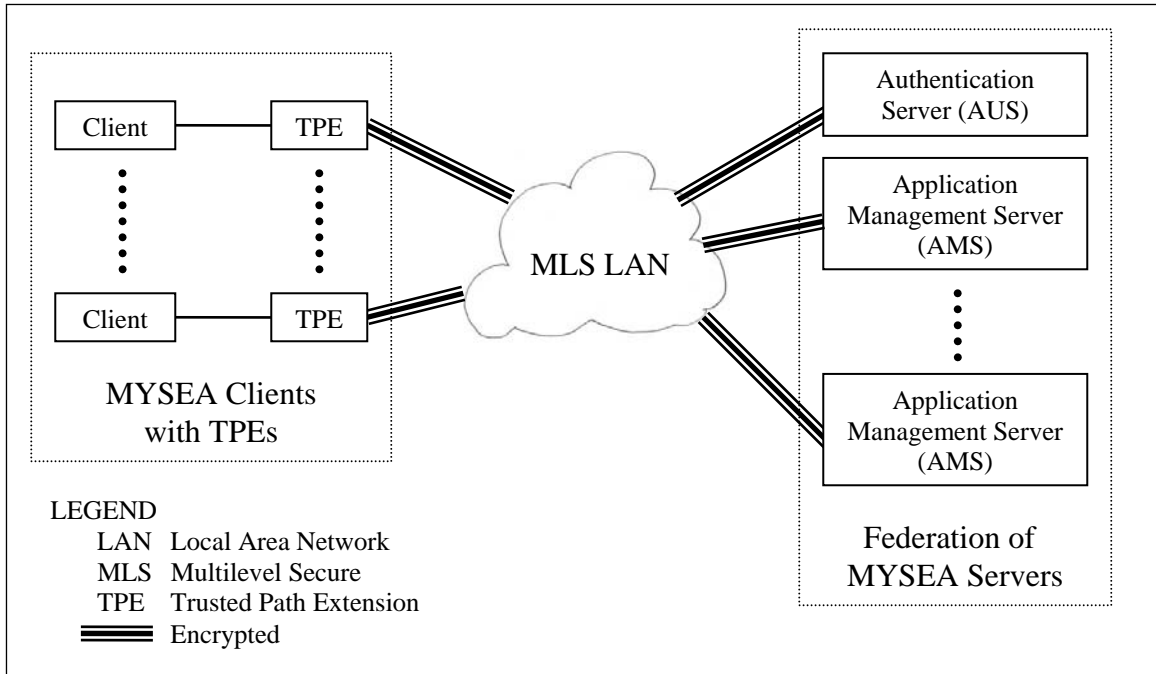 Client
TPE
Client
TPE
MYSEA Clients
with TPEs
MLS LAN
Authentication
Server (AUS)
Application
Management Server
(AMS)
Application
Management Server
(AMS)
Federation of
MYSEA Servers
LEGEND
LAN Local Area Network
MLS Multilevel Secure
TPE Trusted Path Extension
Encrypted